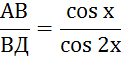 АВ/ВД = cos x/cos 2x